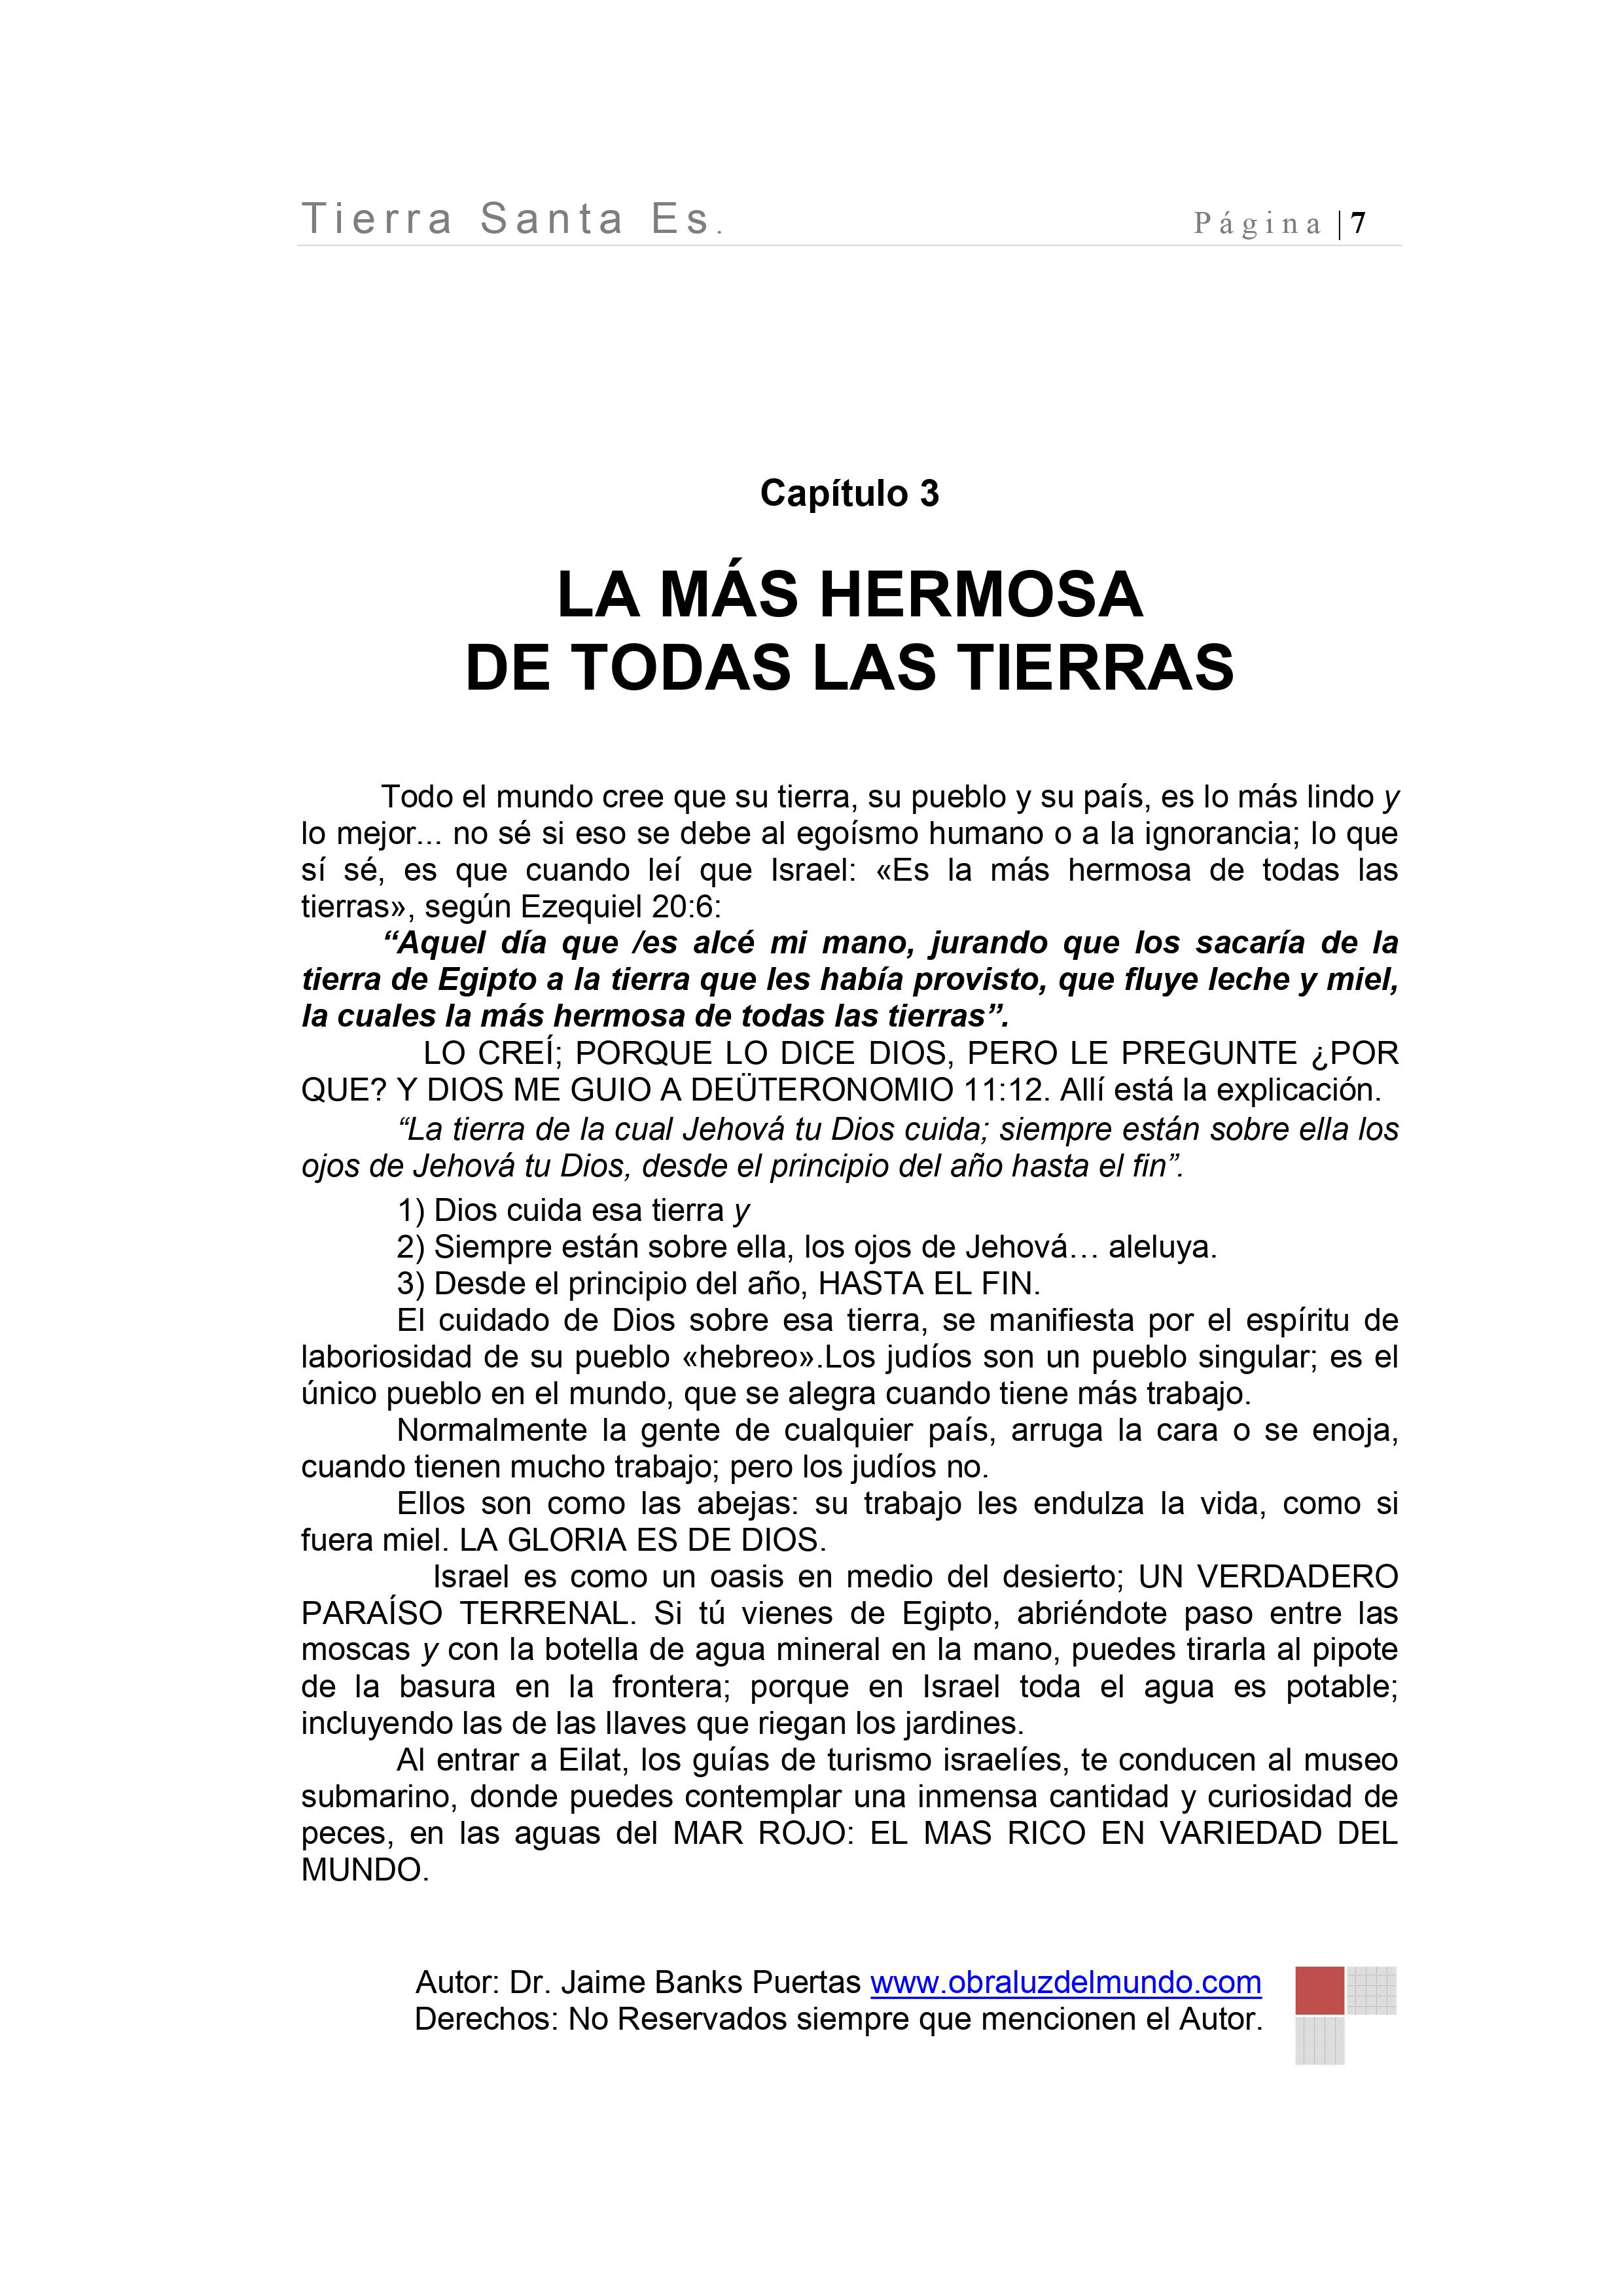 Tierra Santa Es. Página | 7
Capítulo 3
LA MÁS HERMOSA
DE TODAS LAS TIERRAS
Todo el mundo cree que su tierra, su pueblo y su país, es lo más lindo y
lo mejor... no sé si eso se debe al egoísmo humano o a la ignorancia; lo que
sí sé, es que cuando leí que Israel: «Es la más hermosa de todas las
tierras», según Ezequiel 20:6:
“Aquel día que /es alcé mi mano, jurando que los sacaría de la
tierra de Egipto a la tierra que les había provisto, que fluye leche y miel,
la cuales la más hermosa de todas las tierras”.
LO CREÍ; PORQUE LO DICE DIOS, PERO LE PREGUNTE ¿POR
QUE? Y DIOS ME GUIO A DEÜTERONOMIO 11:12. Allí está la explicación.
“La tierra de la cual Jehová tu Dios cuida; siempre están sobre ella los
ojos de Jehová tu Dios, desde el principio del año hasta el fin”.
1) Dios cuida esa tierra y
2) Siempre están sobre ella, los ojos de Jehová… aleluya.
3) Desde el principio del año, HASTA EL FIN.
El cuidado de Dios sobre esa tierra, se manifiesta por el espíritu de
laboriosidad de su pueblo «hebreo».Los judíos son un pueblo singular; es el
único pueblo en el mundo, que se alegra cuando tiene más trabajo.
Normalmente la gente de cualquier país, arruga la cara o se enoja,
cuando tienen mucho trabajo; pero los judíos no.
Ellos son como las abejas: su trabajo les endulza la vida, como si
fuera miel. LA GLORIA ES DE DIOS.
Israel es como un oasis en medio del desierto; UN VERDADERO
PARAÍSO TERRENAL. Si tú vienes de Egipto, abriéndote paso entre las
moscas y con la botella de agua mineral en la mano, puedes tirarla al pipote
de la basura en la frontera; porque en Israel toda el agua es potable;
incluyendo las de las llaves que riegan los jardines.
Al entrar a Eilat, los guías de turismo israelíes, te conducen al museo
submarino, donde puedes contemplar una inmensa cantidad y curiosidad de
peces, en las aguas del MAR ROJO: EL MAS RICO EN VARIEDAD DEL
MUNDO.
Autor: Dr. Jaime Banks Puertas www.obraluzdelmundo.com
Derechos: No Reservados siempre que mencionen el Autor.